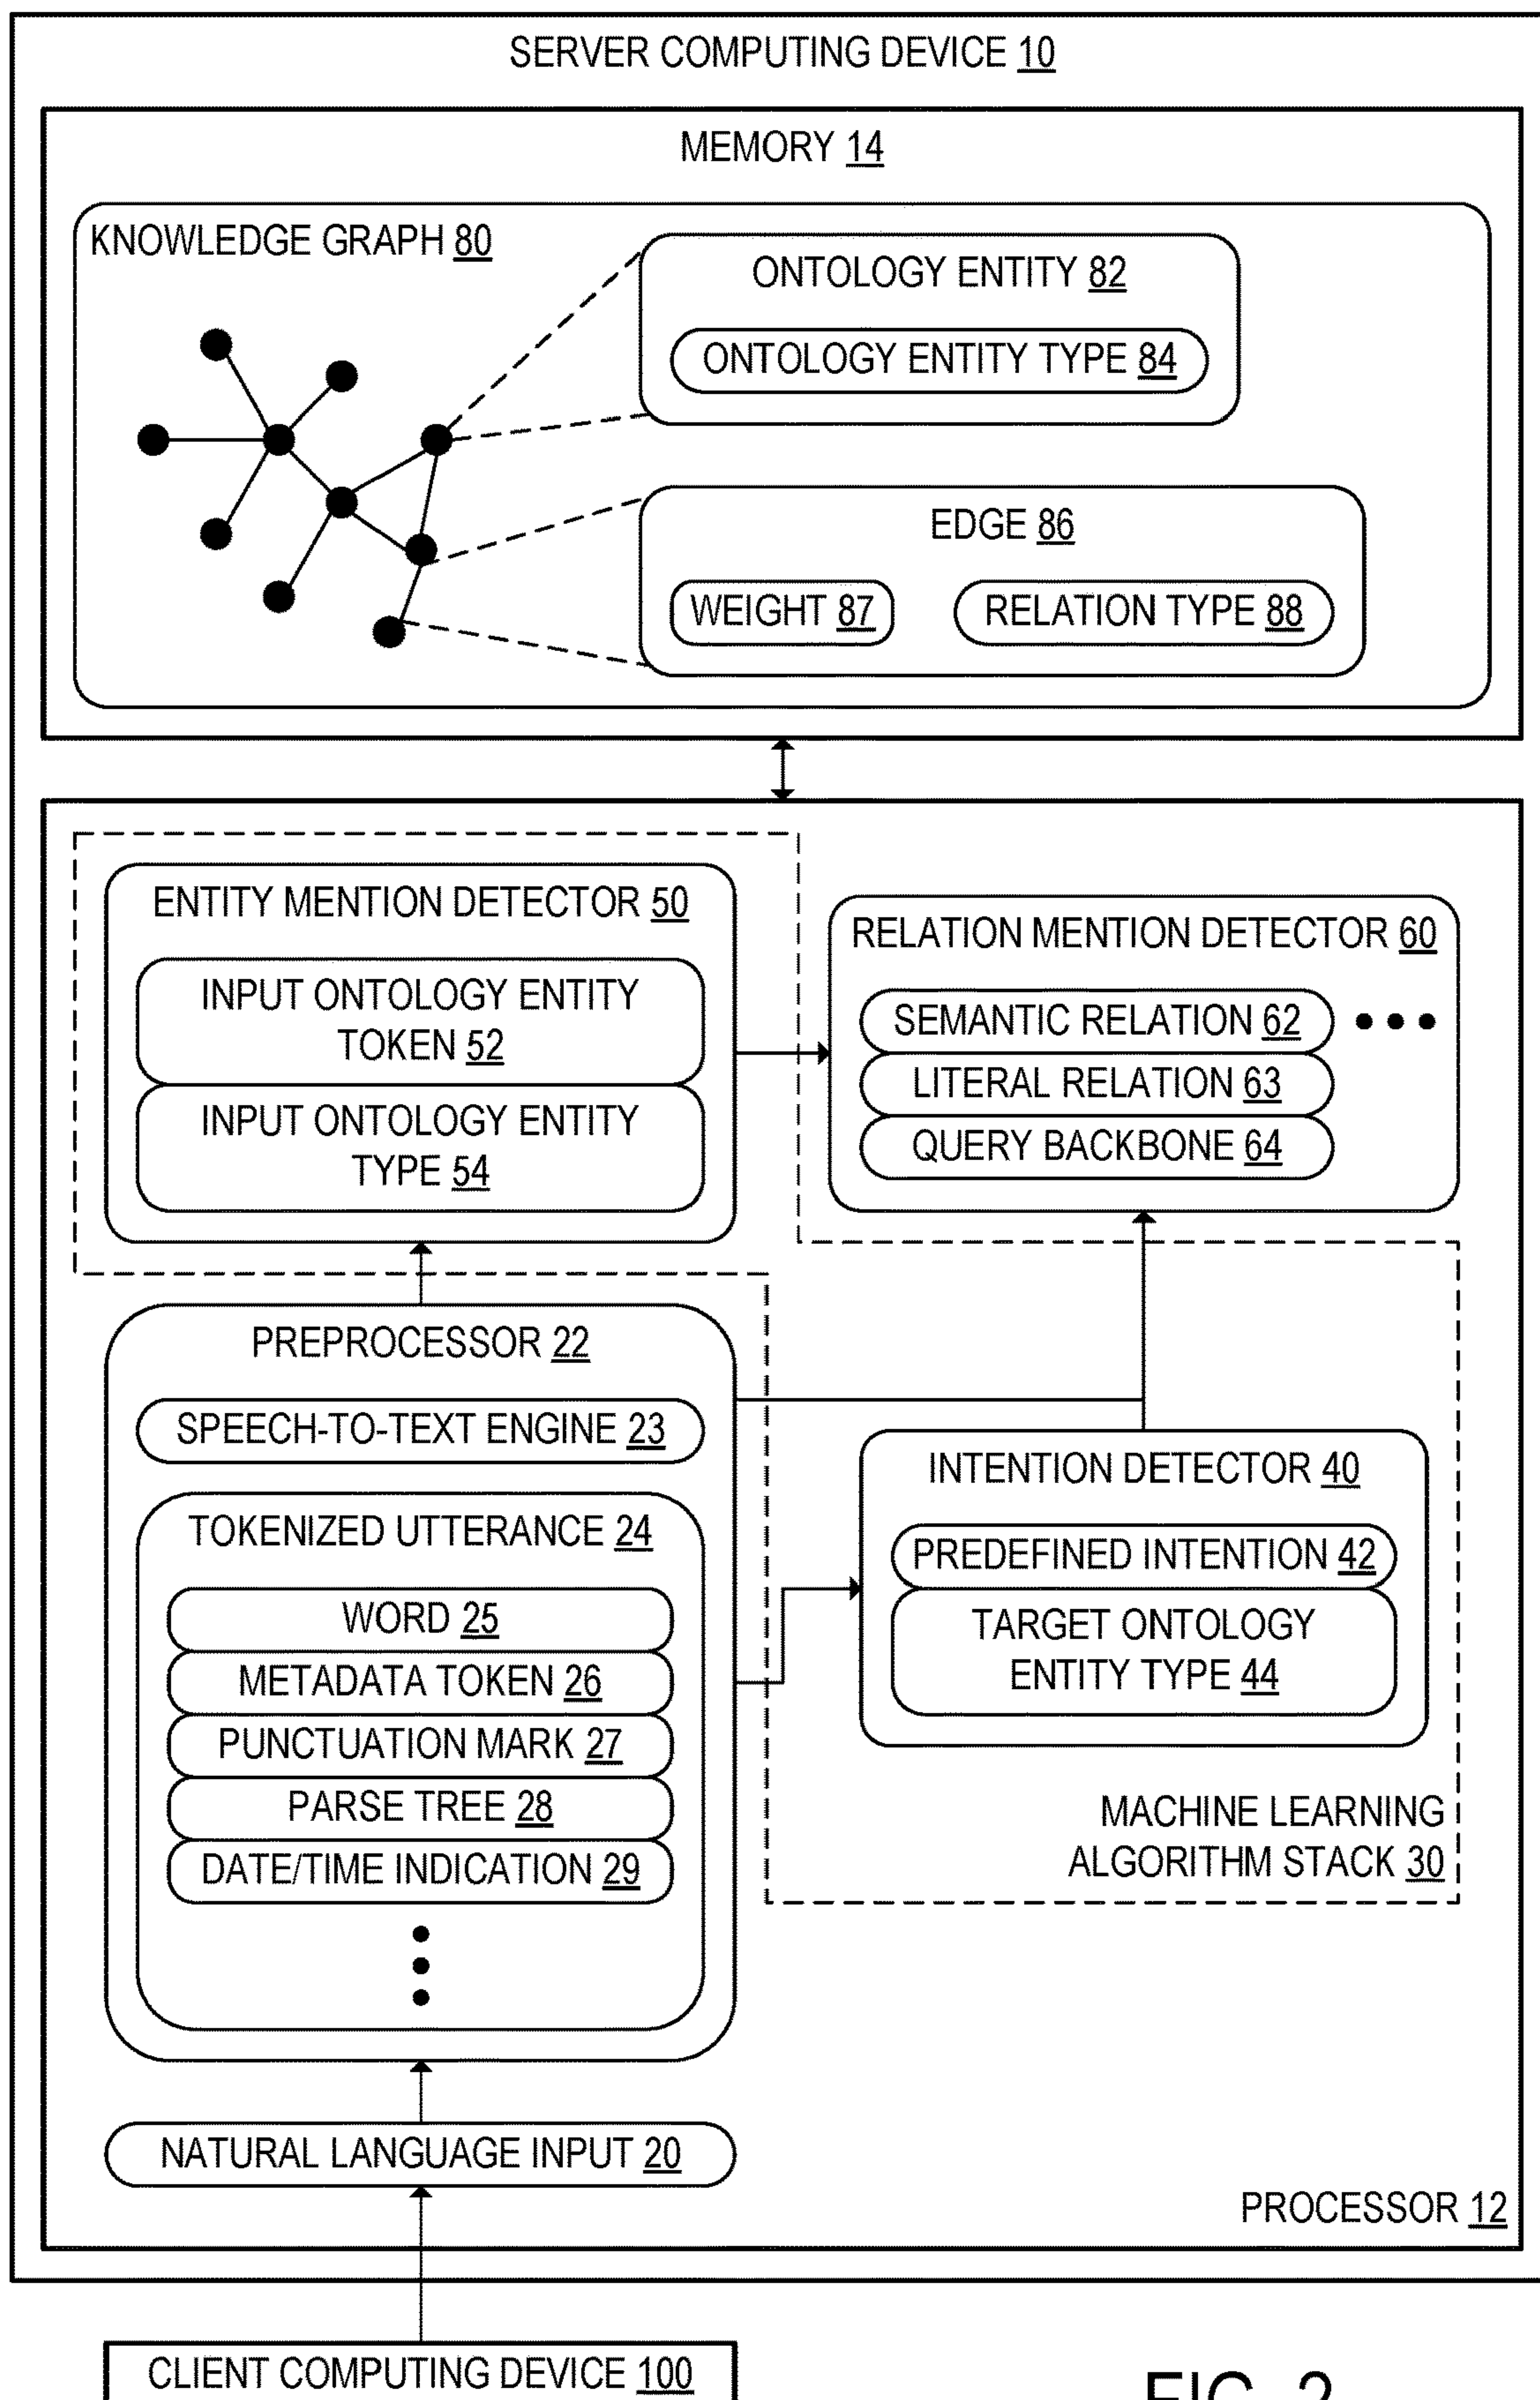 SERVER COMPUTING DEVICE 10
MEMORY 14
KNOWLEDGE GRAPH 80
ONTOLOGY ENTITY 82
ONTOLOGY ENTITY TYPE 84
EDGE 86
WEIGHT 87
RELATION TYPE 88
ENTITY MENTION DETECTOR 50
INPUT ONTOLOGY ENTITY
TOKEN 52
INPUT ONTOLOGY ENTITY
TYPE 54
RELATION MENTION DETECTOR 60
SEMANTIC RELATION 62
LITERAL RELATION 63
QUERY BACKBONE 64
PREPROCESSOR 22
SPEECH-TO-TEXT ENGINE 23
TOKENIZED UTTERANCE 24
WORD 25
METADATA TOKEN 26
PUNCTUATION MARK 27
PARSE TREE 28
DATE/TIME INDICATION 29
INTENTION DETECTOR 40
PREDEFINED INTENTION 42
TARGET ONTOLOGY
ENTITY TYPE 44
MACHINE LEARNING
ALGORITHM STACK 30
NATURAL LANGUAGE INPUT 20
PROCESSOR 12
CLIENT COMPUTING DEVICE 100
FIG. 2